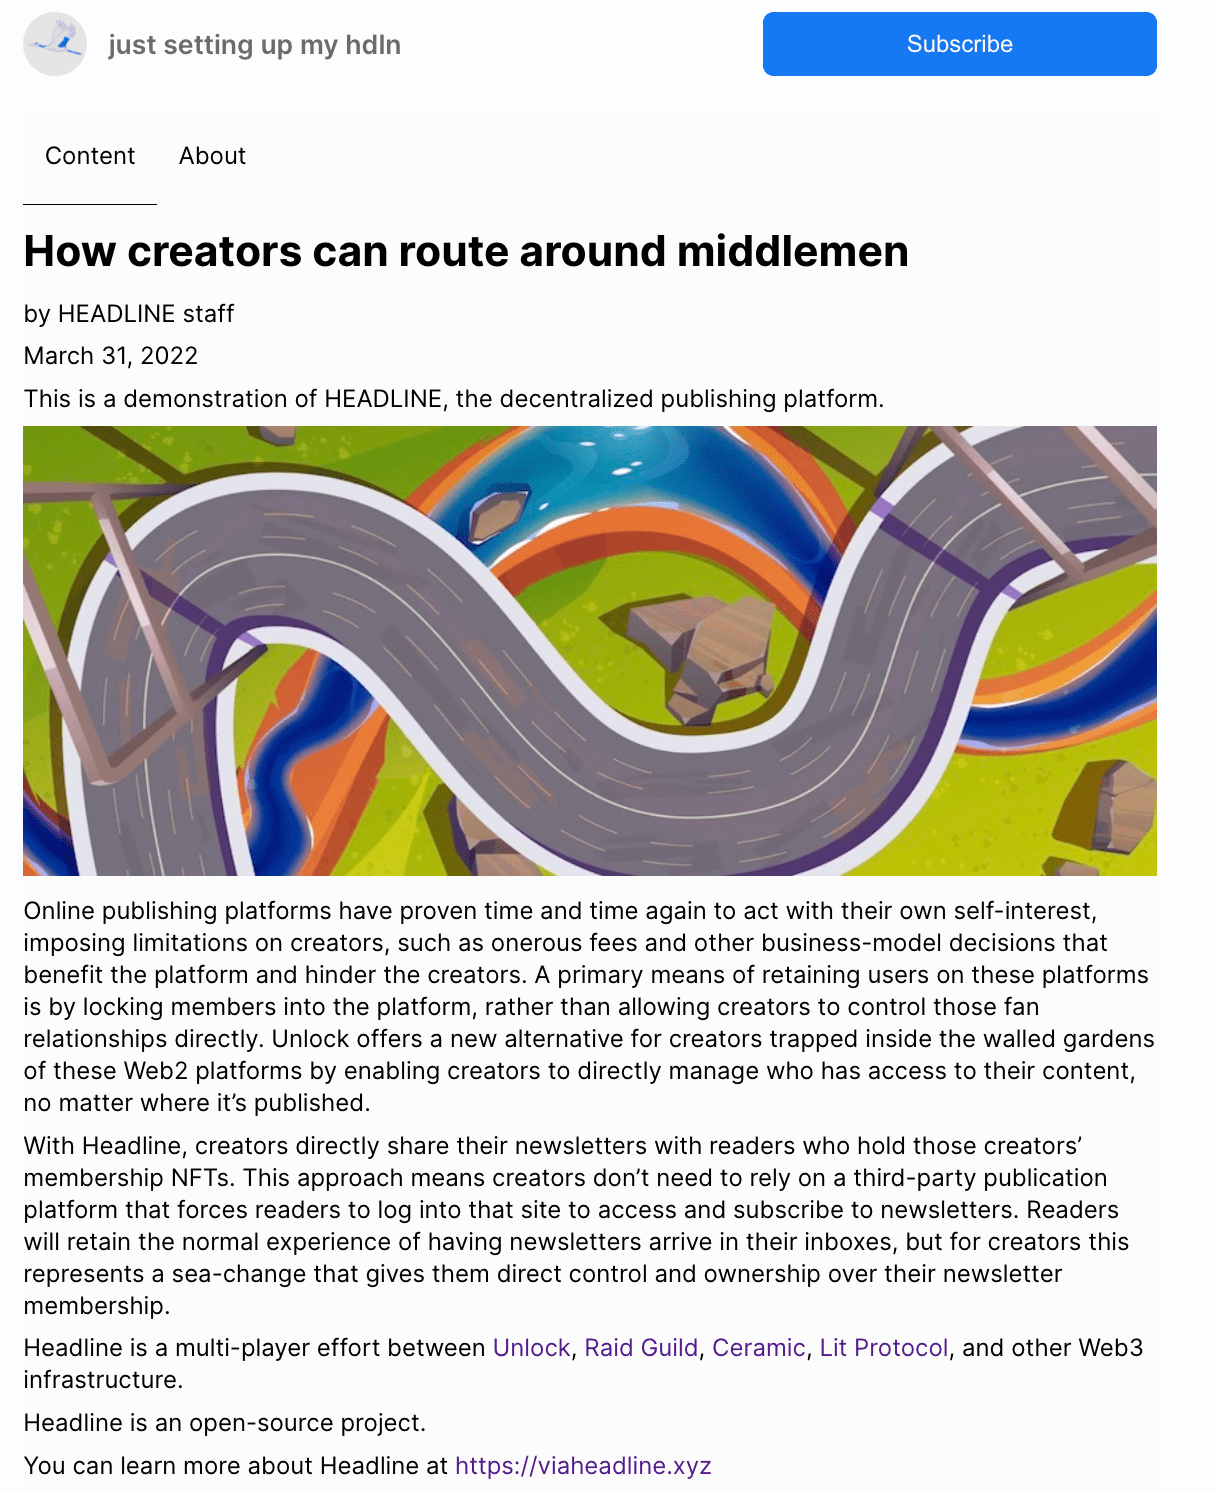 just setting up my hdln
Subscribe
Content About
How creators can route around middlemen
by HEADLINE staff
March 31, 2022
This is a demonstration of HEADLINE, the decentralized publishing platform.
Online publishing platforms have proven time and time again to act with their own self-interest,
imposing limitations on creators, such as onerous fees and other business-model decisions that
benefit the platform and hinder the creators. A primary means of retaining users on these platforms
is by locking members into the platform, rather than allowing creators to control those fan
relationships directly. Unlock offers a new alternative for creators trapped inside the walled gardens
of these Web2 platforms by enabling creators to directly manage who has access to their content,
no matter where it’s published.
With Headline, creators directly share their newsletters with readers who hold those creators’
membership NFTs. This approach means creators don’t need to rely on a third-party publication
platform that forces readers to log into that site to access and subscribe to newsletters. Readers
will retain the normal experience of having newsletters arrive in their inboxes, but for creators this
represents a sea-change that gives them direct control and ownership over their newsletter
membership.
Headline is a multi-player effort between Unlock, Raid Guild, Ceramic, Lit Protocol, and other Web3
infrastructure.
Headline is an open-source project.
You can learn more about Headline at https://viaheadline.xyz